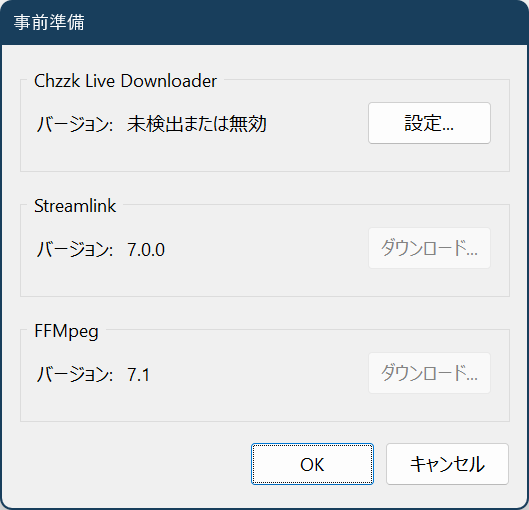 事前準備
Chzzk Live Downloader
バージョン: 未検出または無効
設定...
Streamlink
バージョン: 7.0.0
ダウンロード...
FFMpeg
バージョン: 7.1
ダウンロード...
OK
キャンセル